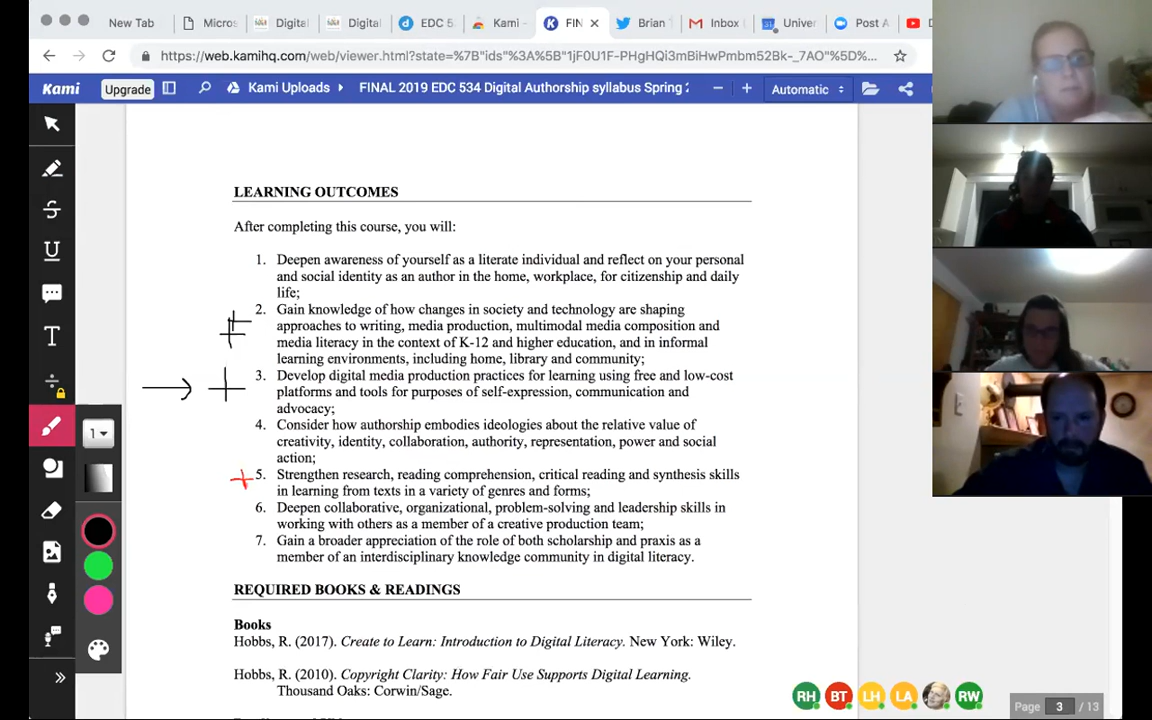 New Tab Micros Digital Digital EDC 5 Kami - FIN Brian T Inbox ( Univer Post A
https://web.kamihq.com/web/viewer.html?state=%7B"ids"%3A%5B"1jF0U1F-PHgHQi3mBiHwPmbm52Bk-_7AO"%5D%...
Kami Upgrade Kami Uploads FINAL 2019 EDC 534 Digital Authorship syllabus Spring 2 Automatic
LEARNING OUTCOMES
After completing this course, you will:
1. Deepen awareness of yourself as a literate individual and reflect on your personal
and social identity as an author in the home, workplace, for citizenship and daily
life;
2. Gain knowledge of how changes in society and technology are shaping
approaches to writing, media production, multimodal media composition and
media literacy in the context of K-12 and higher education, and in informal
learning environments, including home, library and community;
3. Develop digital media production practices for learning using free and low-cost
platforms and tools for purposes of self-expression, communication and
advocacy;
4. Consider how authorship embodies ideologies about the relative value of
creativity, identity, collaboration, authority, representation, power and social
action;
5. Strengthen research, reading comprehension, critical reading and synthesis skills
in learning from texts in a variety of genres and forms;
6. Deepen collaborative, organizational, problem-solving and leadership skills in
working with others as a member of a creative production team;
7. Gain a broader appreciation of the role of both scholarship and praxis as a
member of an interdisciplinary knowledge community in digital literacy.
REQUIRED BOOKS & READINGS
Books
Hobbs, R. (2017). Create to Learn: Introduction to Digital Literacy. New York: Wiley.
Hobbs, R. (2010). Copyright Clarity: How Fair Use Supports Digital Learning.
Thousand Oaks: Corwin/Sage.
RH BT LH LA RW
Page 3 / 13